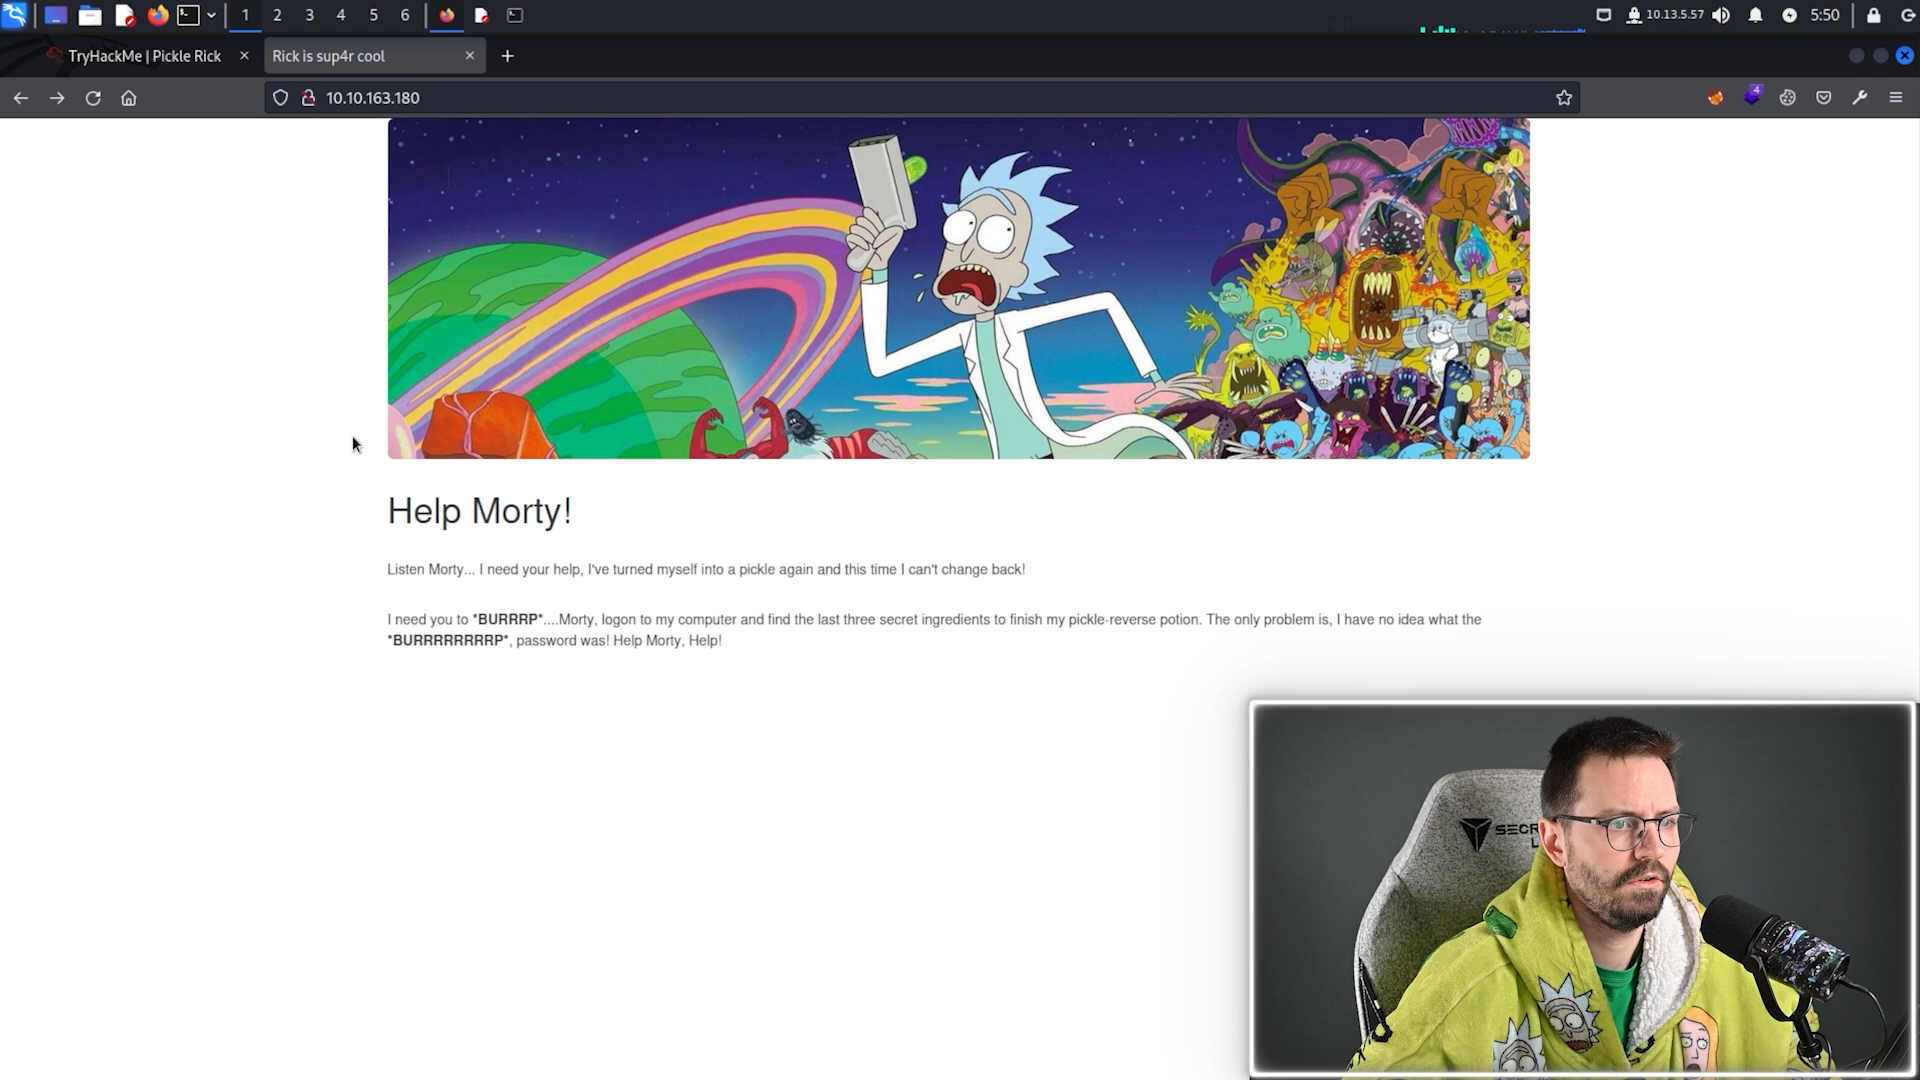 1 2 3 4 5 6 10.13.5.57 5:50
TryHackMe | Pickle Rick Rick is sup4r cool
10.10.163.180 4
Help Morty!
Listen Morty... I need your help, I've turned myself into a pickle again and this time I can't change back!
I need you to *BURRRP*....Morty, logon to my computer and find the last three secret ingredients to finish my pickle-reverse potion. The only problem is, I have no idea what the
*BURRRRRRRRP*, password was! Help Morty, Help!